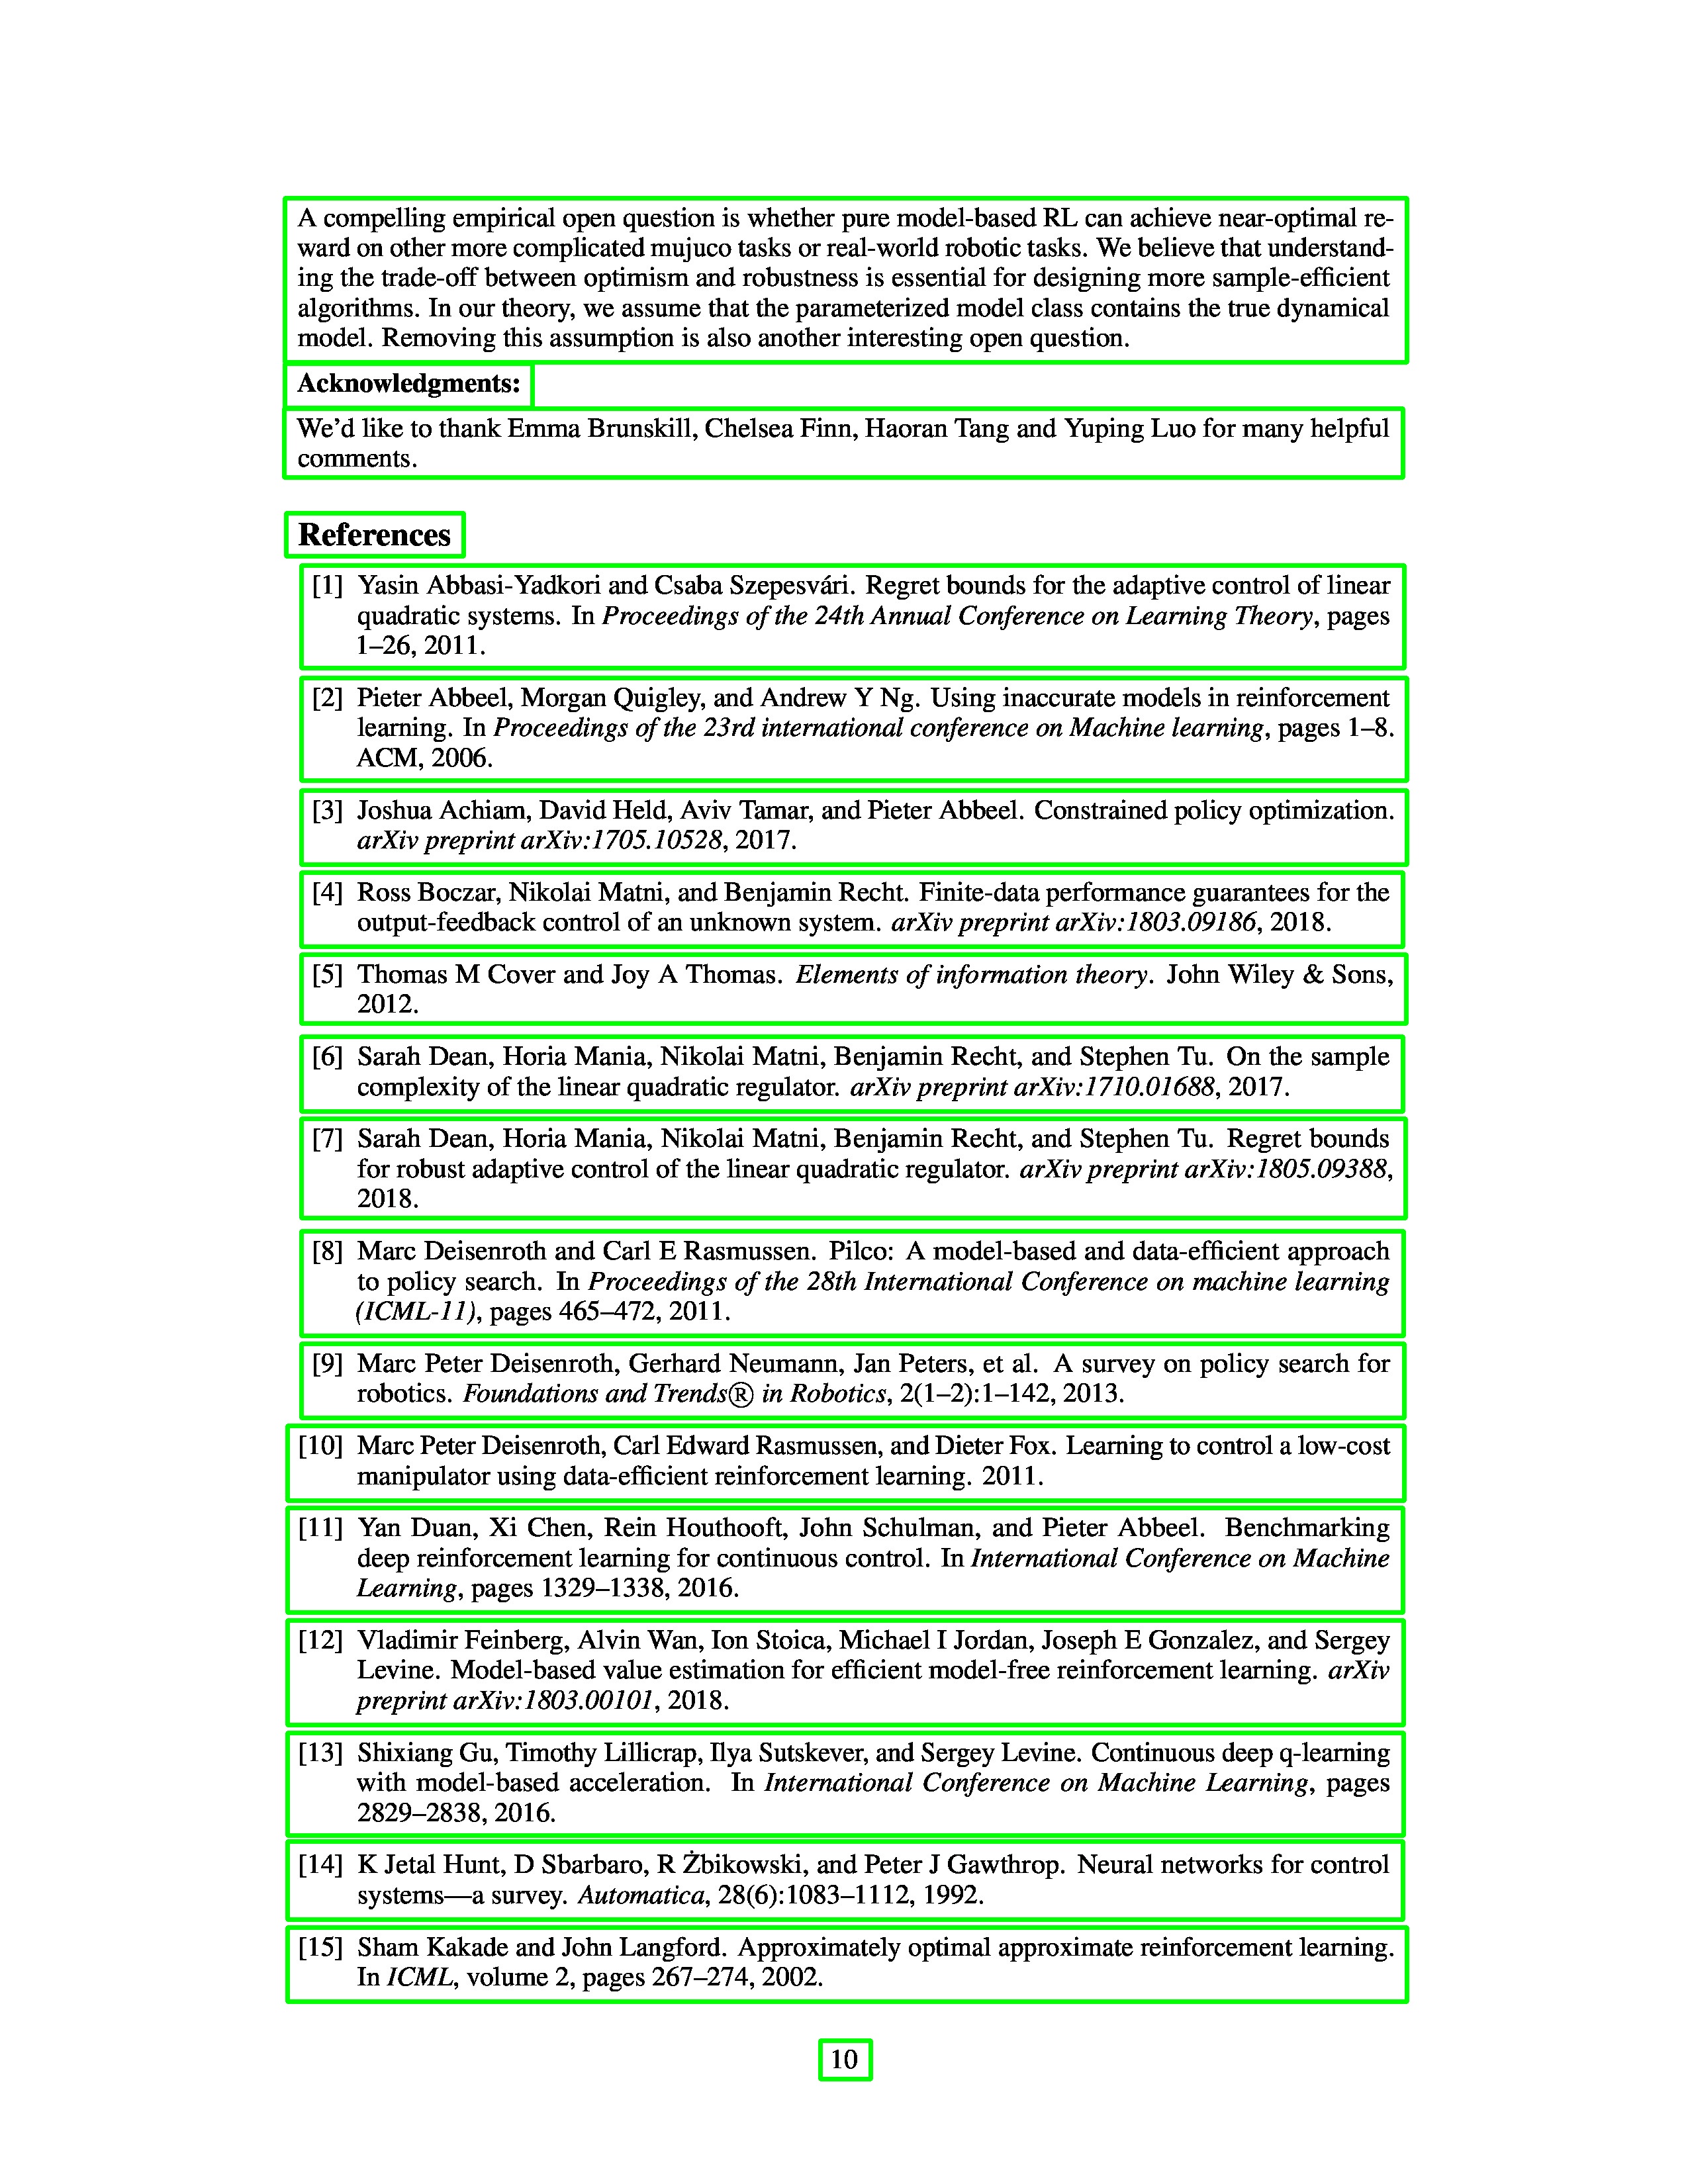 A compelling empirical open question is whether pure model-based RL can achieve near-optimal re-
ward on other more complicated mujuco tasks or real-world robotic tasks. We believe that understand-
ing the trade-off between optimism and robustness is essential for designing more sample-efficient
algorithms. In our theory, we assume that the parameterized model class contains the true dynamical
model. Removing this assumption is also another interesting open question.
Acknowledgments:
We'd like to thank Emma Brunskill, Chelsea Finn, Haoran Tang and Yuping Luo for many helpful
comments.
References
[1] Yasin Abbasi-Yadkori and Csaba Szepesvári. Regret bounds for the adaptive control of linear
quadratic systems. In Proceedings of the 24th Annual Conference on Learning Theory, pages
1–26, 2011.
[2] Pieter Abbeel, Morgan Quigley, and Andrew Y Ng. Using inaccurate models in reinforcement
learning. In Proceedings of the 23rd international conference on Machine learning, pages 1–8.
ACM, 2006.
[3] Joshua Achiam, David Held, Aviv Tamar, and Pieter Abbeel. Constrained policy optimization.
arXiv preprint arXiv:1705.10528, 2017.
[4] Ross Boczar, Nikolai Matni, and Benjamin Recht. Finite-data performance guarantees for the
output-feedback control of an unknown system. arXiv preprint arXiv:1803.09186, 2018.
[5] Thomas M Cover and Joy A Thomas. Elements of information theory. John Wiley & Sons,
2012.
[6] Sarah Dean, Horia Mania, Nikolai Matni, Benjamin Recht, and Stephen Tu. On the sample
complexity of the linear quadratic regulator. arXiv preprint arXiv:1710.01688, 2017.
[7] Sarah Dean, Horia Mania, Nikolai Matni, Benjamin Recht, and Stephen Tu. Regret bounds
for robust adaptive control of the linear quadratic regulator. arXiv preprint arXiv:1805.09388,
2018.
[8] Marc Deisenroth and Carl E Rasmussen. Pilco: A model-based and data-efficient approach
to policy search. In Proceedings of the 28th International Conference on machine learning
(ICML-11), pages 465–472, 2011.
[9] Marc Peter Deisenroth, Gerhard Neumann, Jan Peters, et al. A survey on policy search for
robotics. Foundations and Trends® in Robotics, 2(1–2):1–142, 2013.
[10] Marc Peter Deisenroth, Carl Edward Rasmussen, and Dieter Fox. Learning to control a low-cost
manipulator using data-efficient reinforcement learning. 2011.
[11] Yan Duan, Xi Chen, Rein Houthooft, John Schulman, and Pieter Abbeel. Benchmarking
deep reinforcement learning for continuous control. In International Conference on Machine
Learning, pages 1329–1338, 2016.
[12] Vladimir Feinberg, Alvin Wan, Ion Stoica, Michael I Jordan, Joseph E Gonzalez, and Sergey
Levine. Model-based value estimation for efficient model-free reinforcement learning. arXiv
preprint arXiv:1803.00101, 2018.
[13] Shixiang Gu, Timothy Lillicrap, Ilya Sutskever, and Sergey Levine. Continuous deep q-learning
with model-based acceleration. In International Conference on Machine Learning, pages
2829–2838, 2016.
[14] K Jetal Hunt, D Sbarbaro, R Żbikowski, and Peter J Gawthrop. Neural networks for control
systems—a survey. Automatica, 28(6):1083–1112, 1992.
[15] Sham Kakade and John Langford. Approximately optimal approximate reinforcement learning.
In ICML, volume 2, pages 267–274, 2002.
10